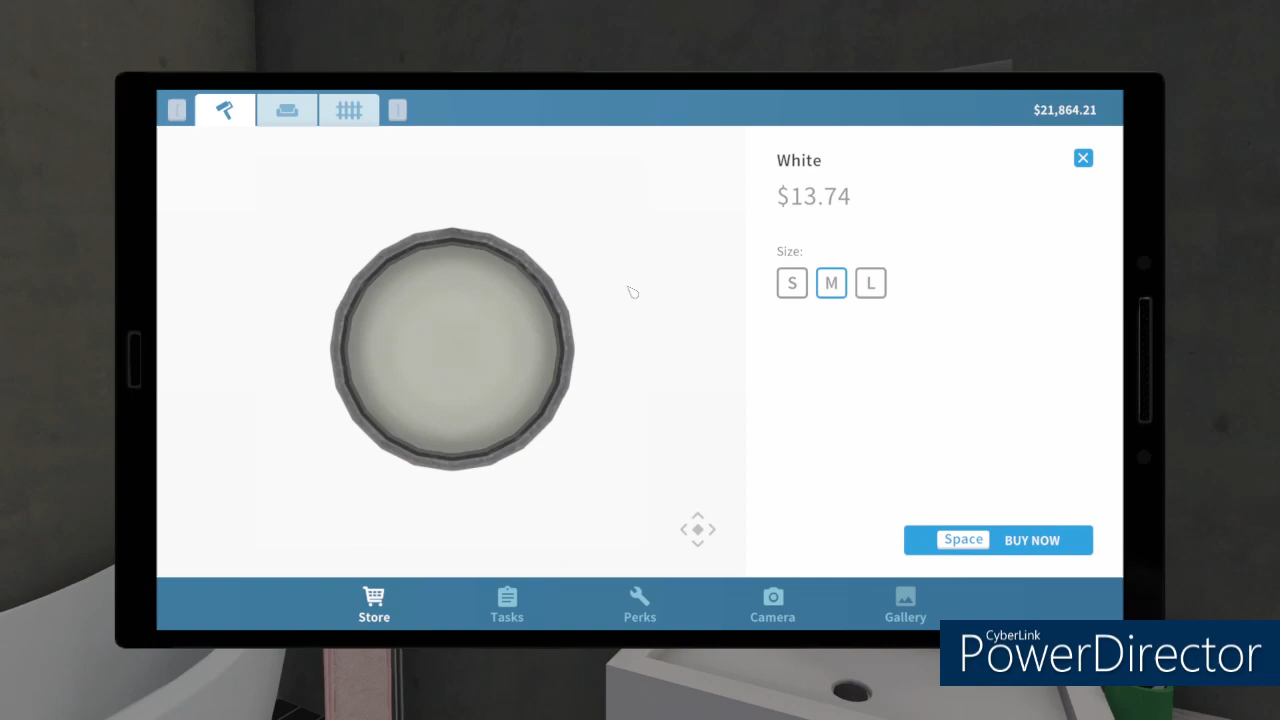 $21,864.21
White
$13.74
Size:
S M L
Space BUY NOW
Store Tasks Perks Camera Gallery
CyberLink
PowerDirector